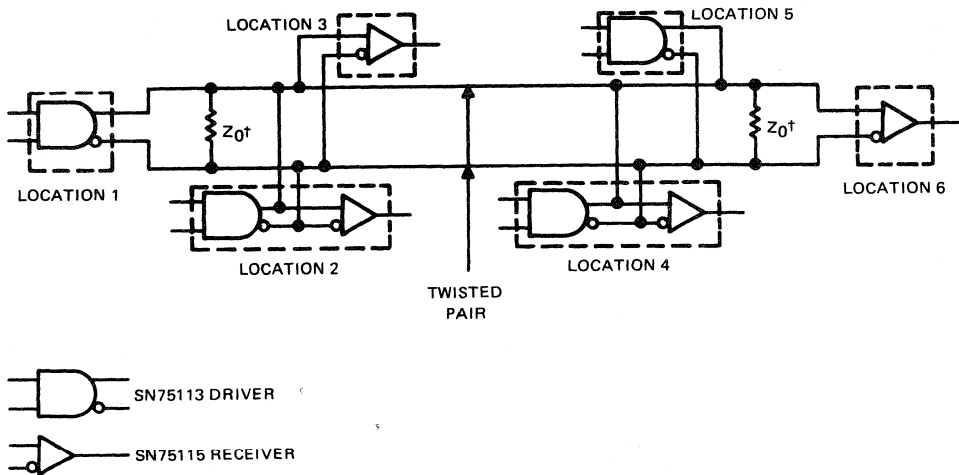 LOCATION 3
LOCATION 5
Z0†
Z0†
LOCATION 1
LOCATION 6
LOCATION 2
LOCATION 4
TWISTED
PAIR
SN75113 DRIVER
SN75115 RECEIVER